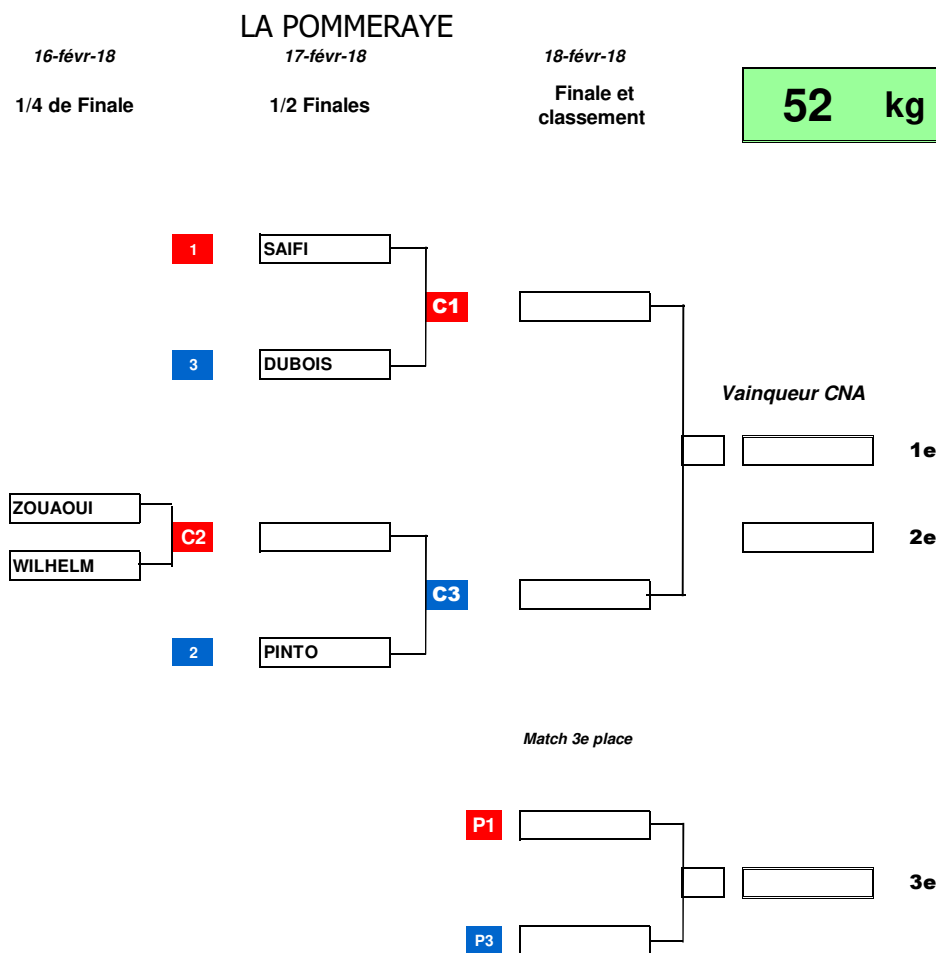 LA POMMERAYE
16-févr-18 17-févr-18 18-févr-18
1/4 de Finale 1/2 Finales Finale et
classement
52 kg
1 SAIFI
C1
3 DUBOIS
Vainqueur CNA
1e
ZOUAOUI
C2 2e
WILHELM
C3
2 PINTO
Match 3e place
P1
3e
P3